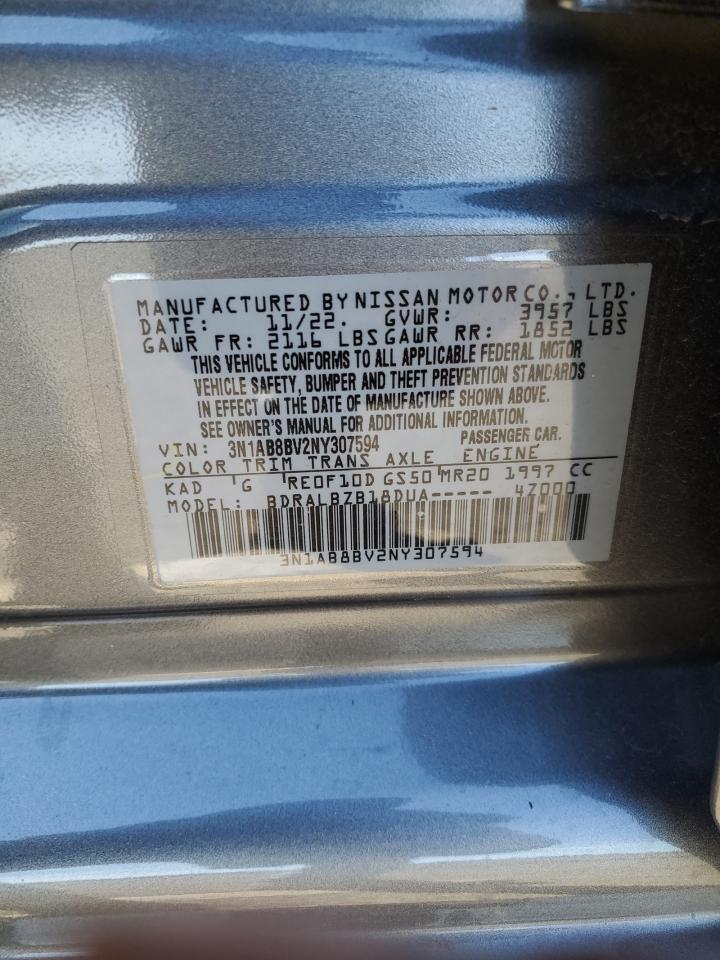 MANUFACTURED BY NISSAN MOTOR CO., LTD.
DATE: 11/22. GVWR: 3957 LBS
GAWR FR: 2116 LBS GAWR RR: 1852 LBS
THIS VEHICLE CONFORMS TO ALL APPLICABLE FEDERAL MOTOR
VEHICLE SAFETY, BUMPER AND THEFT PREVENTION STANDARDS
IN EFFECT ON THE DATE OF MANUFACTURE SHOWN ABOVE.
SEE OWNER'S MANUAL FOR ADDITIONAL INFORMATION.
VIN: 3N1AB8BV2NY307594 PASSENGER CAR.
COLOR TRIM TRANS AXLE ENGINE
KAD G RE0F10D GS50 MR20 1997 CC
MODEL: BDRALBZB18DUA----- 4Z000
3N1AB8BV2NY307594